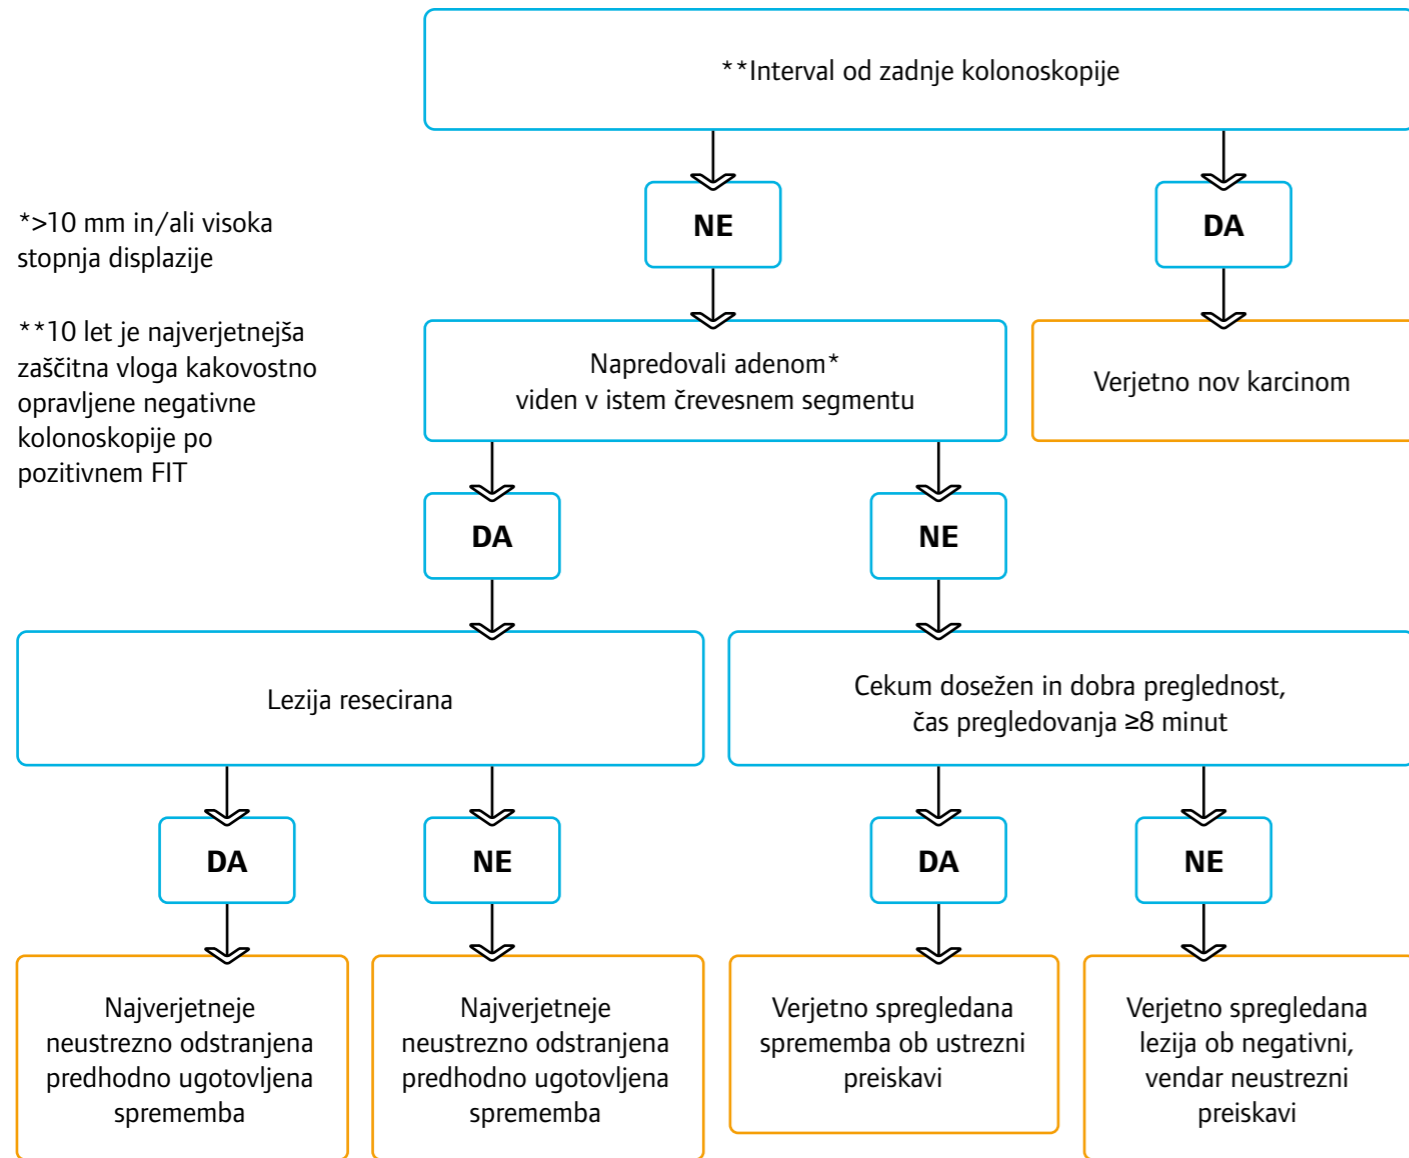 **Interval od zadnje kolonoskopije
*>10 mm in/ali visoka
stopnja displazije
**10 let je najverjetnejša
zaščitna vloga kakovostno
opravljene negativne
kolonoskopije po
pozitivnem FIT
NE
DA
Napredovali adenom*
viden v istem črevesnem segmentu
Verjetno nov karcinom
DA
NE
Lezija resecirana
Cekum dosežen in dobra preglednost,
čas pregledovanja ≥8 minut
DA
NE
DA
NE
Najverjetneje
neustrezno odstranjena
predhodno ugotovljena
sprememba
Najverjetneje
neustrezno odstranjena
predhodno ugotovljena
sprememba
Verjetno spregledana
sprememba ob ustrezni
preiskavi
Verjetno spregledana
lezija ob negativni,
vendar neustrezni
preiskavi